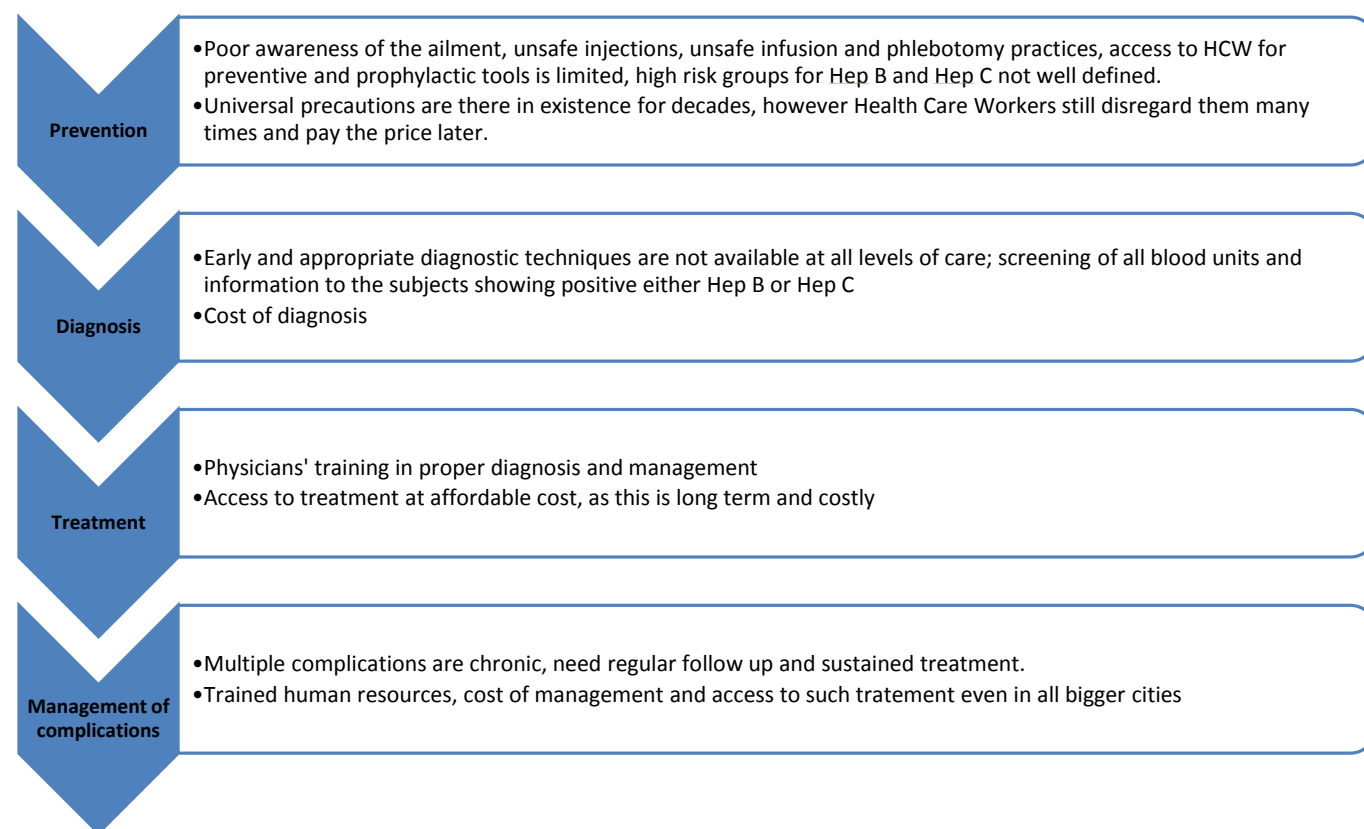 Prevention
•Poor awareness of the ailment, unsafe injections, unsafe infusion and phlebotomy practices, access to HCW for
preventive and prophylactic tools is limited, high risk groups for Hep B and Hep C not well defined.
•Universal precautions are there in existence for decades, however Health Care Workers still disregard them many
times and pay the price later.
Diagnosis
•Early and appropriate diagnostic techniques are not available at all levels of care; screening of all blood units and
information to the subjects showing positive either Hep B or Hep C
•Cost of diagnosis
Treatment
•Physicians' training in proper diagnosis and management
•Access to treatment at affordable cost, as this is long term and costly
Management of
complications
•Multiple complications are chronic, need regular follow up and sustained treatment.
•Trained human resources, cost of management and access to such tratement even in all bigger cities